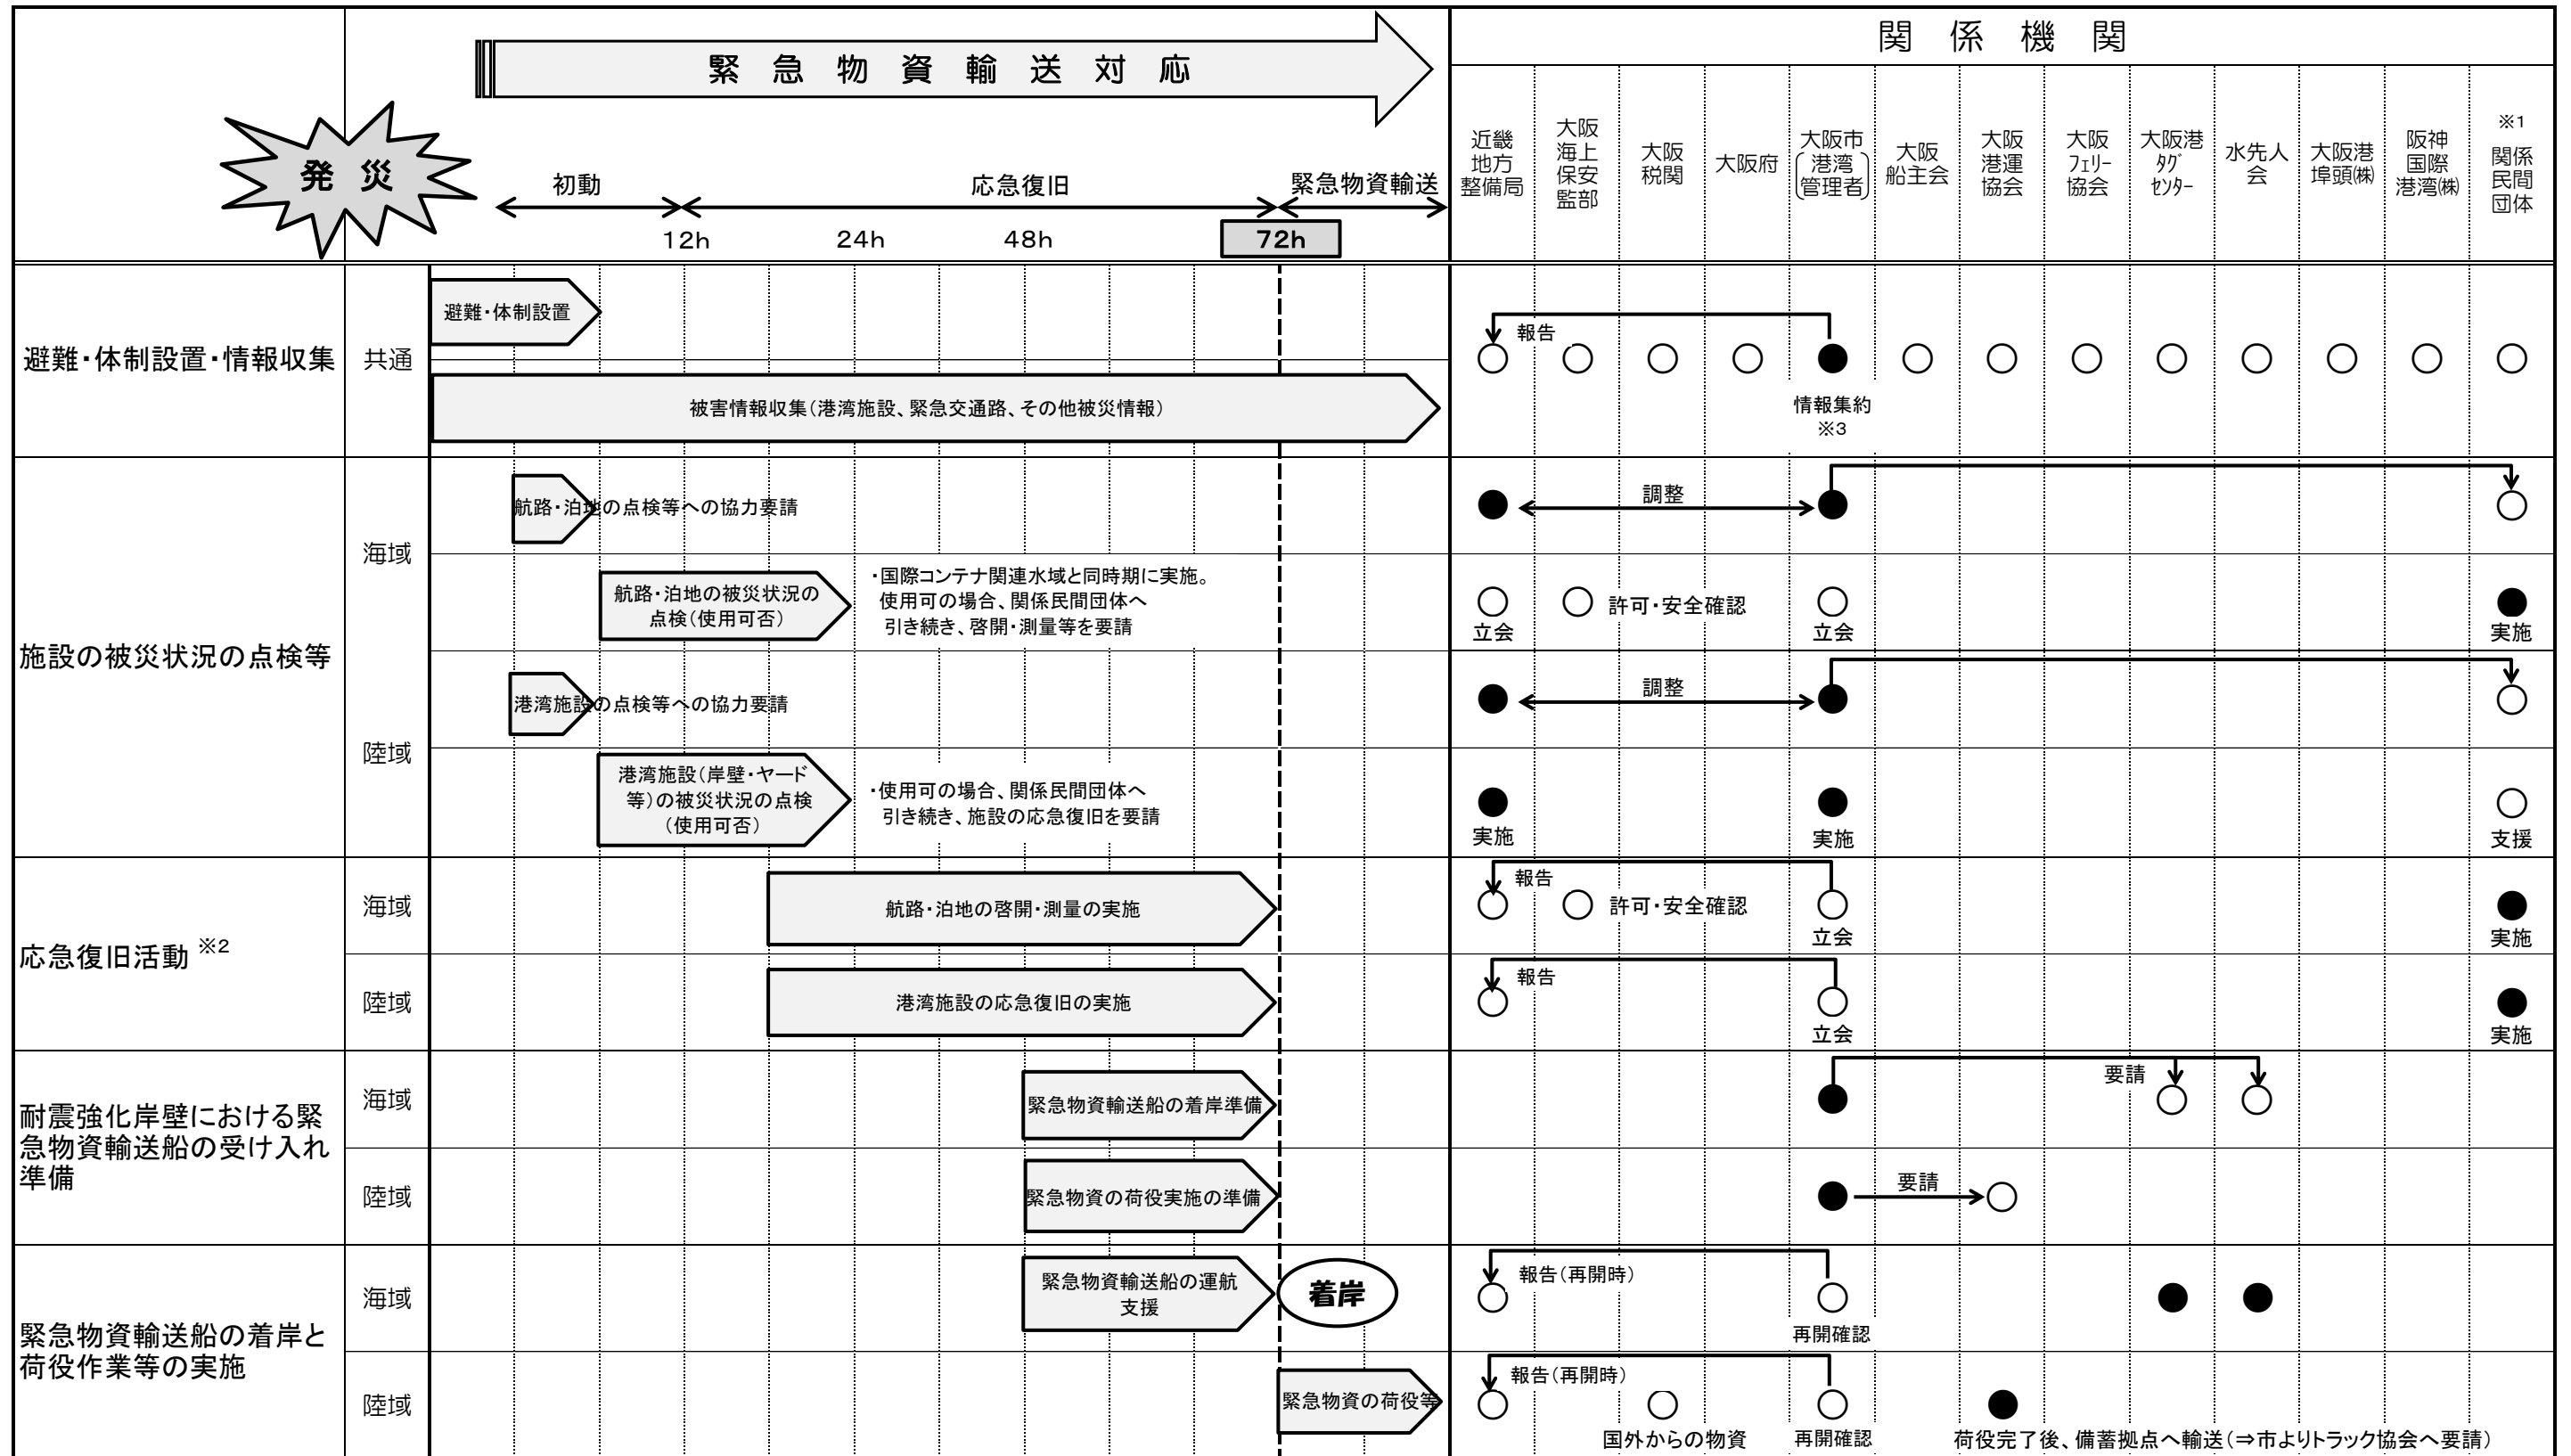 緊急物資輸送対応
発災
初動
応急復旧
緊急物資輸送
12h
24h
48h
72h
関係機関
近畿
地方
整備局
大阪
海上
保安
監部
大阪
税関
大阪府
大阪市
港湾
管理者
大阪
船主会
大阪
港運
協会
大阪
ﾌｪﾘｰ
協会
大阪港
ﾀｸﾞ
ｾﾝﾀｰ
水先人
会
大阪港
埠頭㈱
阪神
国際
港湾㈱
※1
関係
民間
団体
避難・体制設置・情報収集
共通
避難・体制設置
被害情報収集（港湾施設、緊急交通路、その他被災情報）
報告
情報集約
※3
施設の被災状況の点検等
海域
航路・泊地の点検等への協力要請
調整
航路・泊地の被災状況の
点検（使用可否）
・国際コンテナ関連水域と同時期に実施。
使用可の場合、関係民間団体へ
引き続き、啓開・測量等を要請
立会
許可・安全確認
立会
実施
陸域
港湾施設の点検等への協力要請
調整
港湾施設（岸壁・ヤード
等）の被災状況の点検
（使用可否）
・使用可の場合、関係民間団体へ
引き続き、施設の応急復旧を要請
実施
実施
支援
応急復旧活動 ※2
海域
航路・泊地の啓開・測量の実施
報告
許可・安全確認
立会
実施
陸域
港湾施設の応急復旧の実施
報告
立会
実施
耐震強化岸壁における緊
急物資輸送船の受け入れ
準備
海域
緊急物資輸送船の着岸準備
要請
陸域
緊急物資の荷役実施の準備
要請
緊急物資輸送船の着岸と
荷役作業等の実施
海域
緊急物資輸送船の運航
支援
着岸
報告（再開時）
再開確認
陸域
緊急物資の荷役等
報告（再開時）
国外からの物資
再開確認
荷役完了後、備蓄拠点へ輸送（⇒市よりトラック協会へ要請）